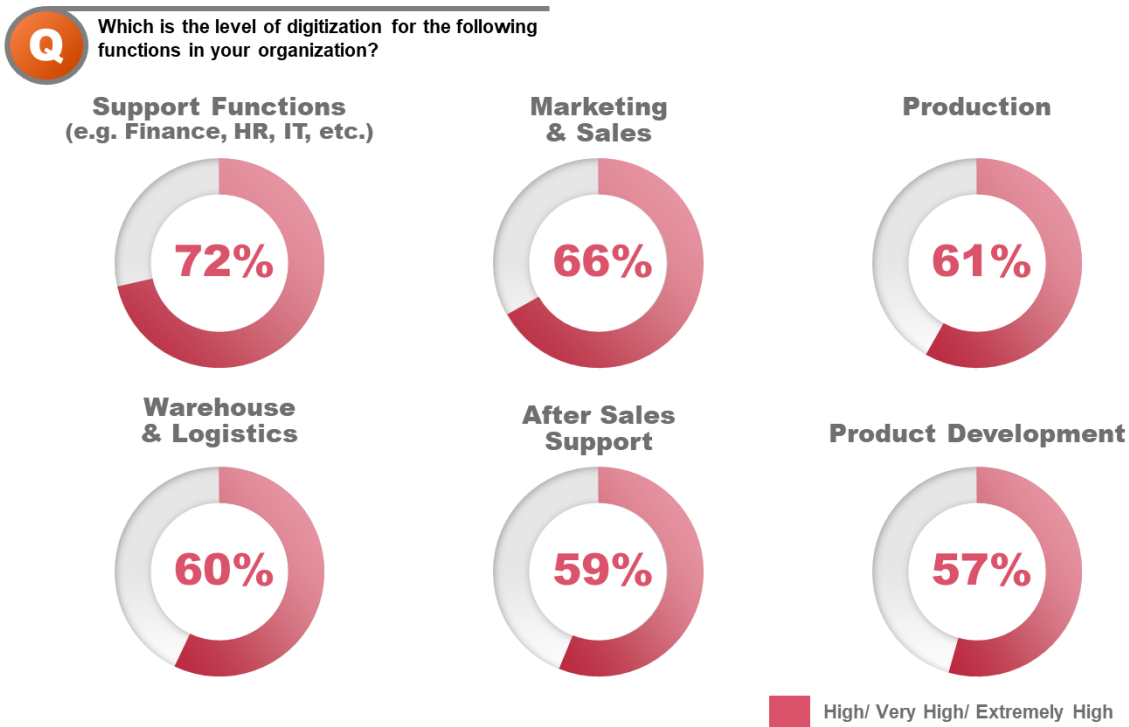 Q
Which is the level of digitization for the following
functions in your organization?
Support Functions
(e.g. Finance, HR, IT, etc.)
72%
Marketing
& Sales
66%
Production
61%
Warehouse
& Logistics
60%
After Sales
Support
59%
Product Development
57%
High/ Very High/ Extremely High